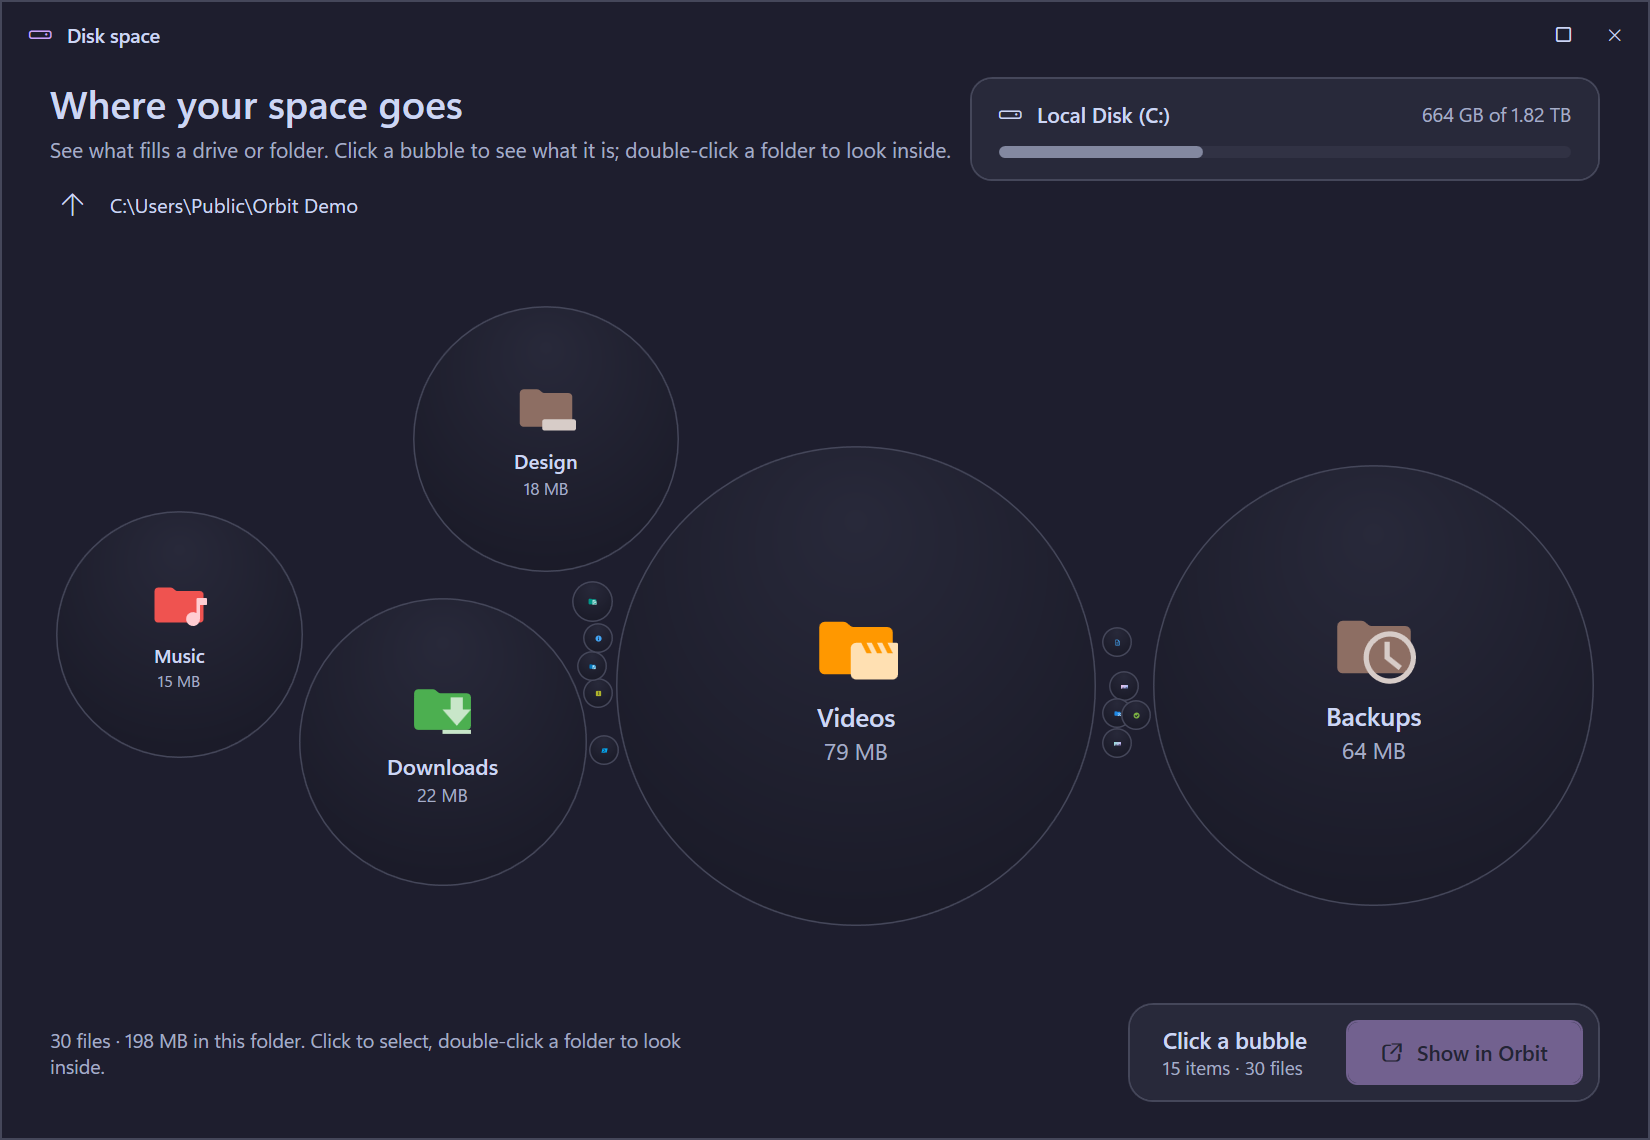 Disk space
Where your space goes
See what fills a drive or folder. Click a bubble to see what it is; double-click a folder to look inside.
Local Disk (C:)
664 GB of 1.82 TB
C:\Users\Public\Orbit Demo
Design
18 MB
Music
15 MB
Downloads
22 MB
Videos
79 MB
Backups
64 MB
30 files · 198 MB in this folder. Click to select, double-click a folder to look
inside.
Click a bubble
15 items · 30 files
Show in Orbit